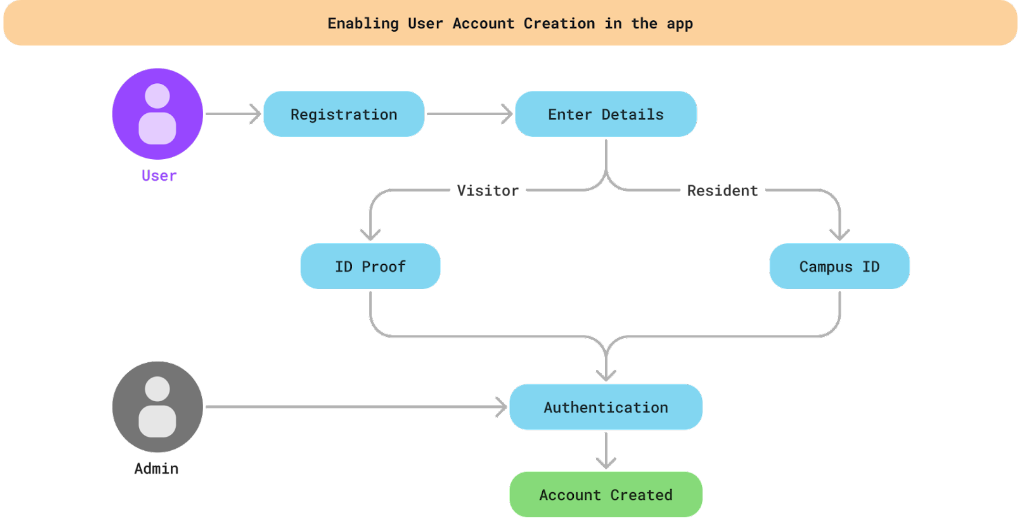 Enabling User Account Creation in the app
Registration
Enter Details
User
Visitor
Resident
ID Proof
Campus ID
Authentication
Admin
Account Created